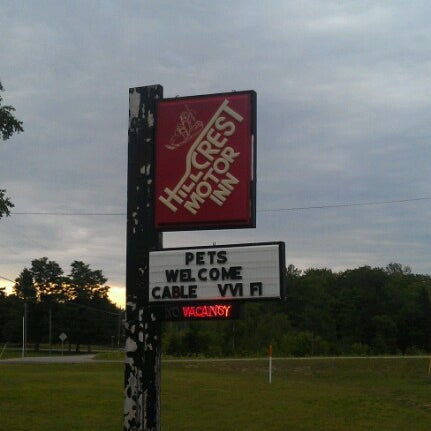 HILLCREST
MOTOR
INN
PETS
WELCOME
CABLE VVI FI
NO VACANCY